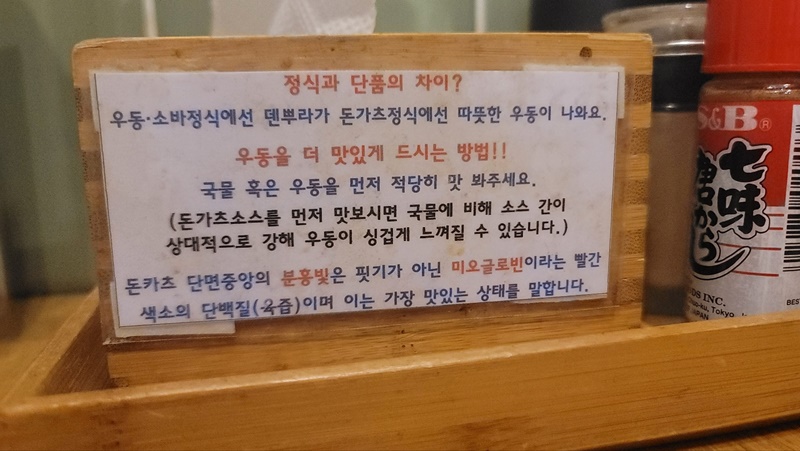 정식과 단품의 차이?
우동·소바정식에선 덴뿌라가 돈가츠정식에선 따뜻한 우동이 나와요.
우동을 더 맛있게 드시는 방법!!
국물 혹은 우동을 먼저 적당히 맛 봐주세요.
(돈가츠소스를 먼저 맛보시면 국물에 비해 소스 간이
상대적으로 강해 우동이 싱겁게 느껴질 수 있습니다.)
돈카츠 단면중앙의 분홍빛은 핏기가 아닌 미오글로빈이라는 빨간
색소의 단백질(육즙)이며 이는 가장 맛있는 상태를 말합니다.
S&B®
七味
唐から
INC.
Tokyo
JAPAN
BES